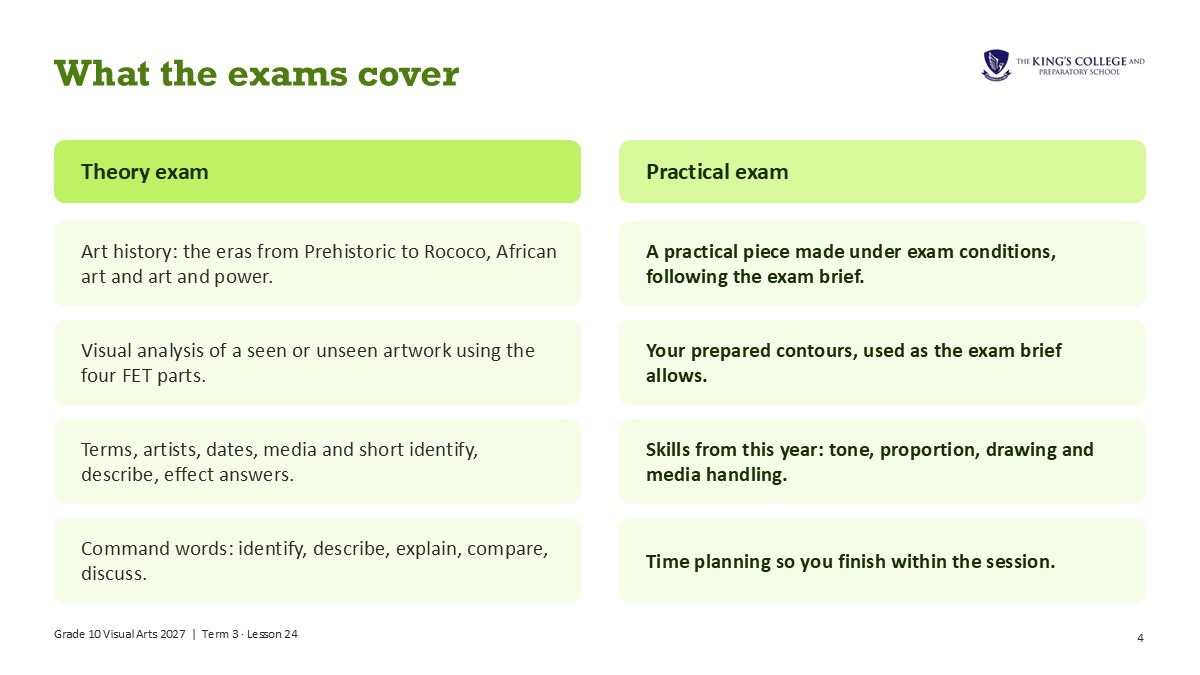 What the exams cover
THE KING'S COLLEGE AND
PREPARATORY SCHOOL
Theory exam
Art history: the eras from Prehistoric to Rococo, African
art and art and power.
Visual analysis of a seen or unseen artwork using the
four FET parts.
Terms, artists, dates, media and short identify,
describe, effect answers.
Command words: identify, describe, explain, compare,
discuss.
Practical exam
A practical piece made under exam conditions,
following the exam brief.
Your prepared contours, used as the exam brief
allows.
Skills from this year: tone, proportion, drawing and
media handling.
Time planning so you finish within the session.
Grade 10 Visual Arts 2027 | Term 3 · Lesson 24
4